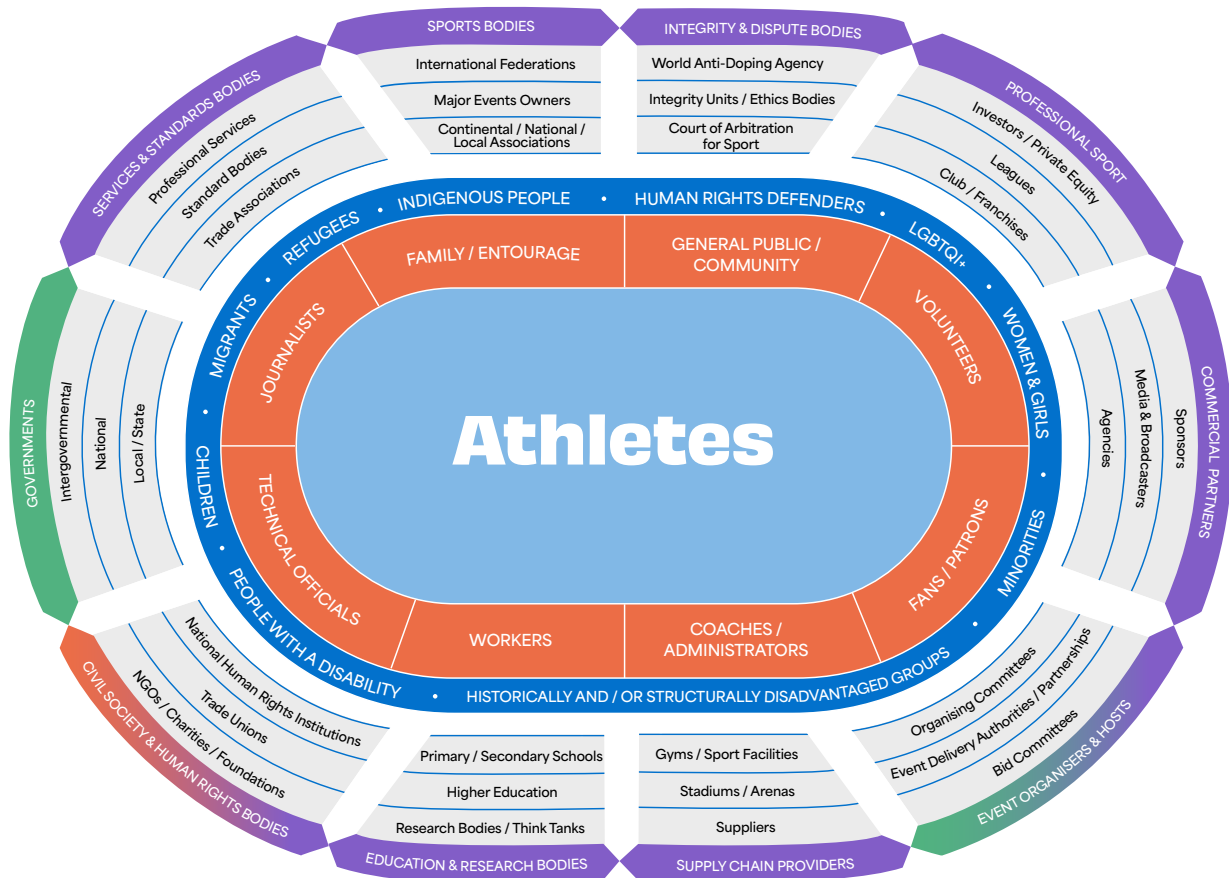 SPORTS BODIES
International Federations
Major Events Owners
Continental / National /
Local Associations
INTEGRITY & DISPUTE BODIES
World Anti-Doping Agency
Integrity Units / Ethics Bodies
Court of Arbitration
for Sport
PROFESSIONAL SPORT
Investors / Private Equity
Leagues
Club / Franchises
COMMERCIAL PARTNERS
Sponsors
Media & Broadcasters
Agencies
EVENT ORGANISERS & HOSTS
Organising Committees
Event Delivery Authorities / Partnerships
Bid Committees
SUPPLY CHAIN PROVIDERS
Gyms / Sport Facilities
Stadiums / Arenas
Suppliers
EDUCATION & RESEARCH BODIES
Primary / Secondary Schools
Higher Education
Research Bodies / Think Tanks
CIVIL SOCIETY & HUMAN RIGHTS BODIES
National Human Rights Institutions
Trade Unions
NGOs / Charities / Foundations
GOVERNMENTS
Intergovernmental
National
Local / State
SERVICES & STANDARDS BODIES
Professional Services
Standard Bodies
Trade Associations
INDIGENOUS PEOPLE
• HUMAN RIGHTS DEFENDERS
• LGBTQI+
• WOMEN & GIRLS
• MINORITIES
• HISTORICALLY AND / OR STRUCTURALLY DISADVANTAGED GROUPS
• PEOPLE WITH A DISABILITY
• CHILDREN
• MIGRANTS
• REFUGEES •
FAMILY / ENTOURAGE
GENERAL PUBLIC /
COMMUNITY
VOLUNTEERS
FANS / PATRONS
COACHES /
ADMINISTRATORS
WORKERS
TECHNICAL OFFICIALS
JOURNALISTS
Athletes